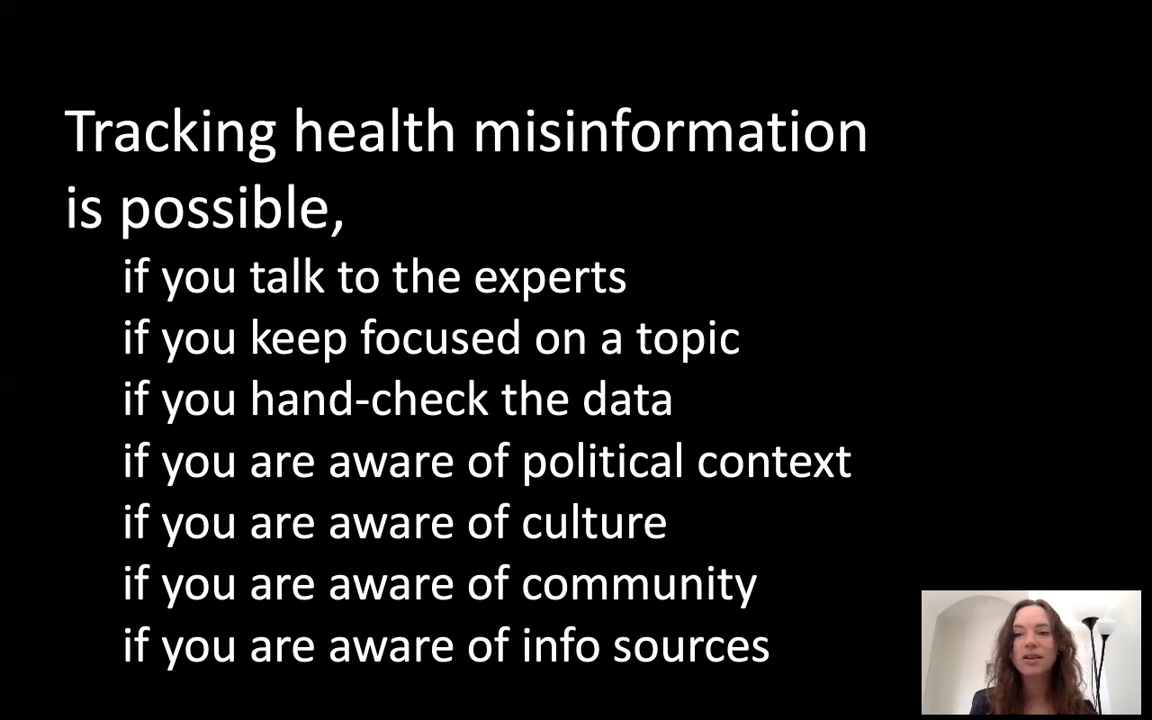 Tracking health misinformation
is possible,
if you talk to the experts
if you keep focused on a topic
if you hand-check the data
if you are aware of political context
if you are aware of culture
if you are aware of community
if you are aware of info sources